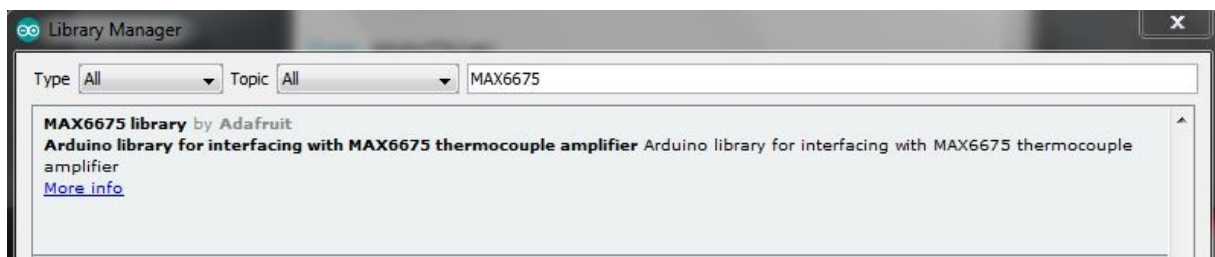 Library Manager
x
Type All Topic All MAX6675
MAX6675 library by Adafruit
Arduino library for interfacing with MAX6675 thermocouple amplifier Arduino library for interfacing with MAX6675 thermocouple
amplifier
More info